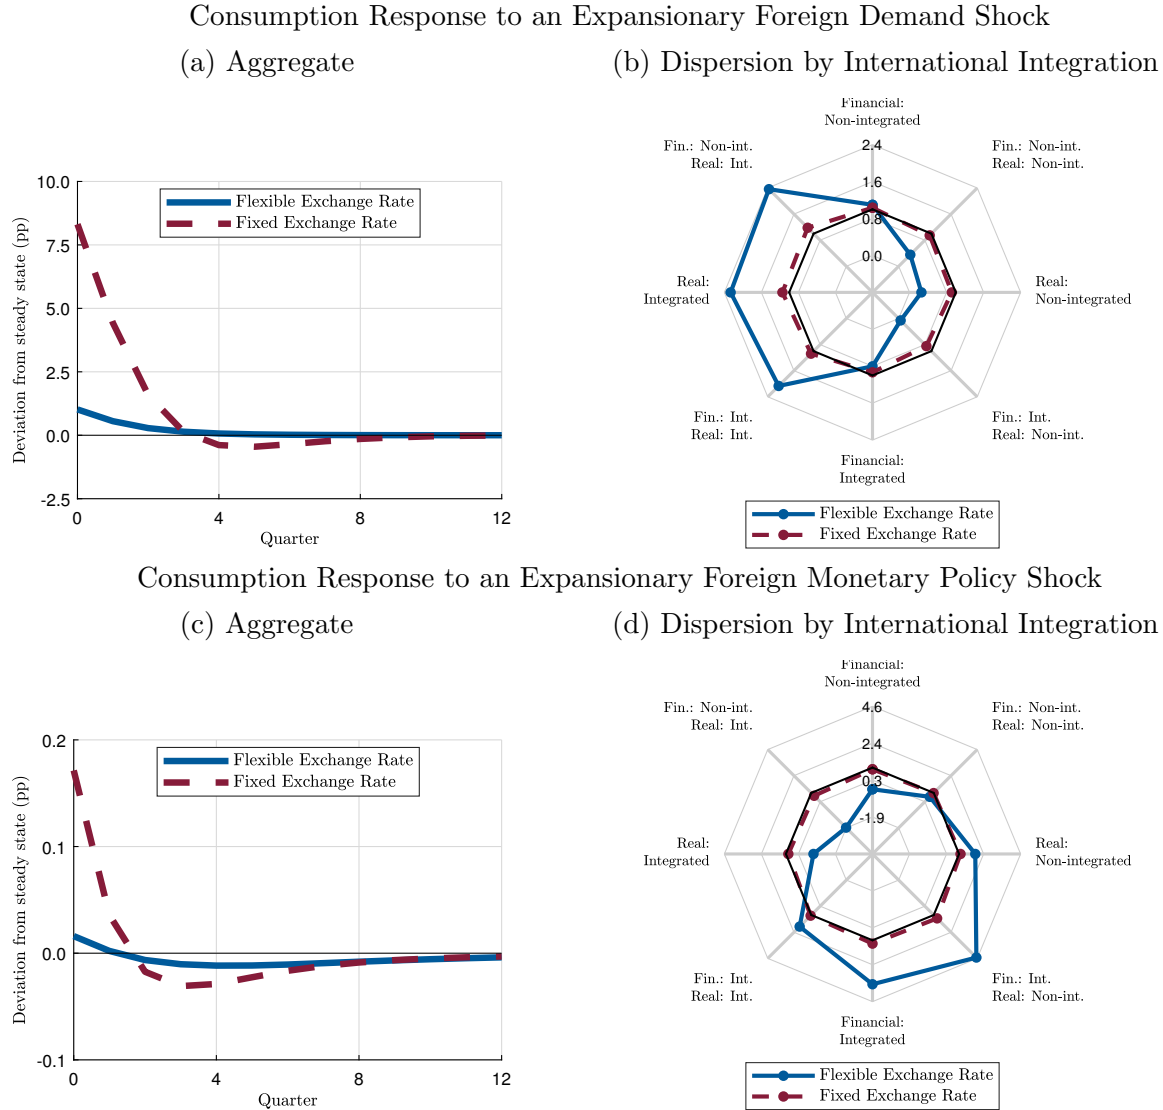 Consumption Response to an Expansionary Foreign Demand Shock
(a) Aggregate
(b) Dispersion by International Integration
10.0
7.5
5.0
2.5
0.0
-2.5
Deviation from steady state (pp)
Flexible Exchange Rate
Fixed Exchange Rate
0
4
8
12
Quarter
Financial:
Non-integrated
Fin.: Non-int.
Real: Int.
Fin.: Non-int.
Real: Non-int.
2.4
1.6
0.8
0.0
Real:
Integrated
Real:
Non-integrated
Fin.: Int.
Real: Int.
Fin.: Int.
Real: Non-int.
Financial:
Integrated
Flexible Exchange Rate
Fixed Exchange Rate
Consumption Response to an Expansionary Foreign Monetary Policy Shock
(c) Aggregate
(d) Dispersion by International Integration
0.2
0.1
0.0
-0.1
Deviation from steady state (pp)
Flexible Exchange Rate
Fixed Exchange Rate
0
4
8
12
Quarter
Financial:
Non-integrated
Fin.: Non-int.
Real: Int.
Fin.: Non-int.
Real: Non-int.
4.6
2.4
0.3
-1.9
Real:
Integrated
Real:
Non-integrated
Fin.: Int.
Real: Int.
Fin.: Int.
Real: Non-int.
Financial:
Integrated
Flexible Exchange Rate
Fixed Exchange Rate